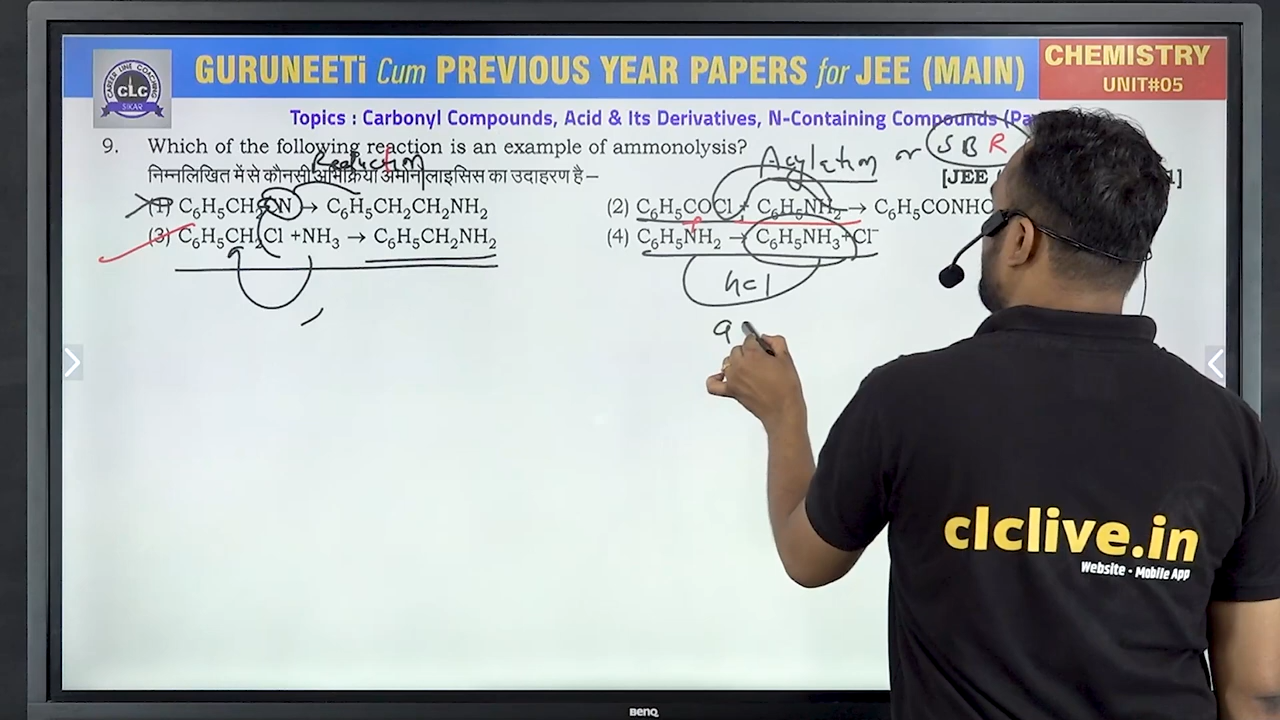 GURUNEETi Cum PREVIOUS YEAR PAPERS for JEE (MAIN)
CHEMISTRY
UNIT#05
CAREER LINE COACHING
CLC
SIKAR
Topics : Carbonyl Compounds, Acid & Its Derivatives, N-Containing Compounds (Pa
9. Which of the following reaction is an example of ammonolysis?
Reduction
Acylation or SBR
निम्नलिखित में से कौनसी अभिक्रिया अमोनोलाइसिस का उदाहरण है –
[JEE
1]
(1) C₆H₅CH₂CN → C₆H₅CH₂CH₂NH₂
(2) C₆H₅COCl + C₆H₅NH₂ → C₆H₅CONHC
(3) C₆H₅CH₂Cl +NH₃ → C₆H₅CH₂NH₂
(4) C₆H₅NH₂ → C₆H₅NH₃+Cl⁻
a
clclive.in
Website - Mobile App
BenQ